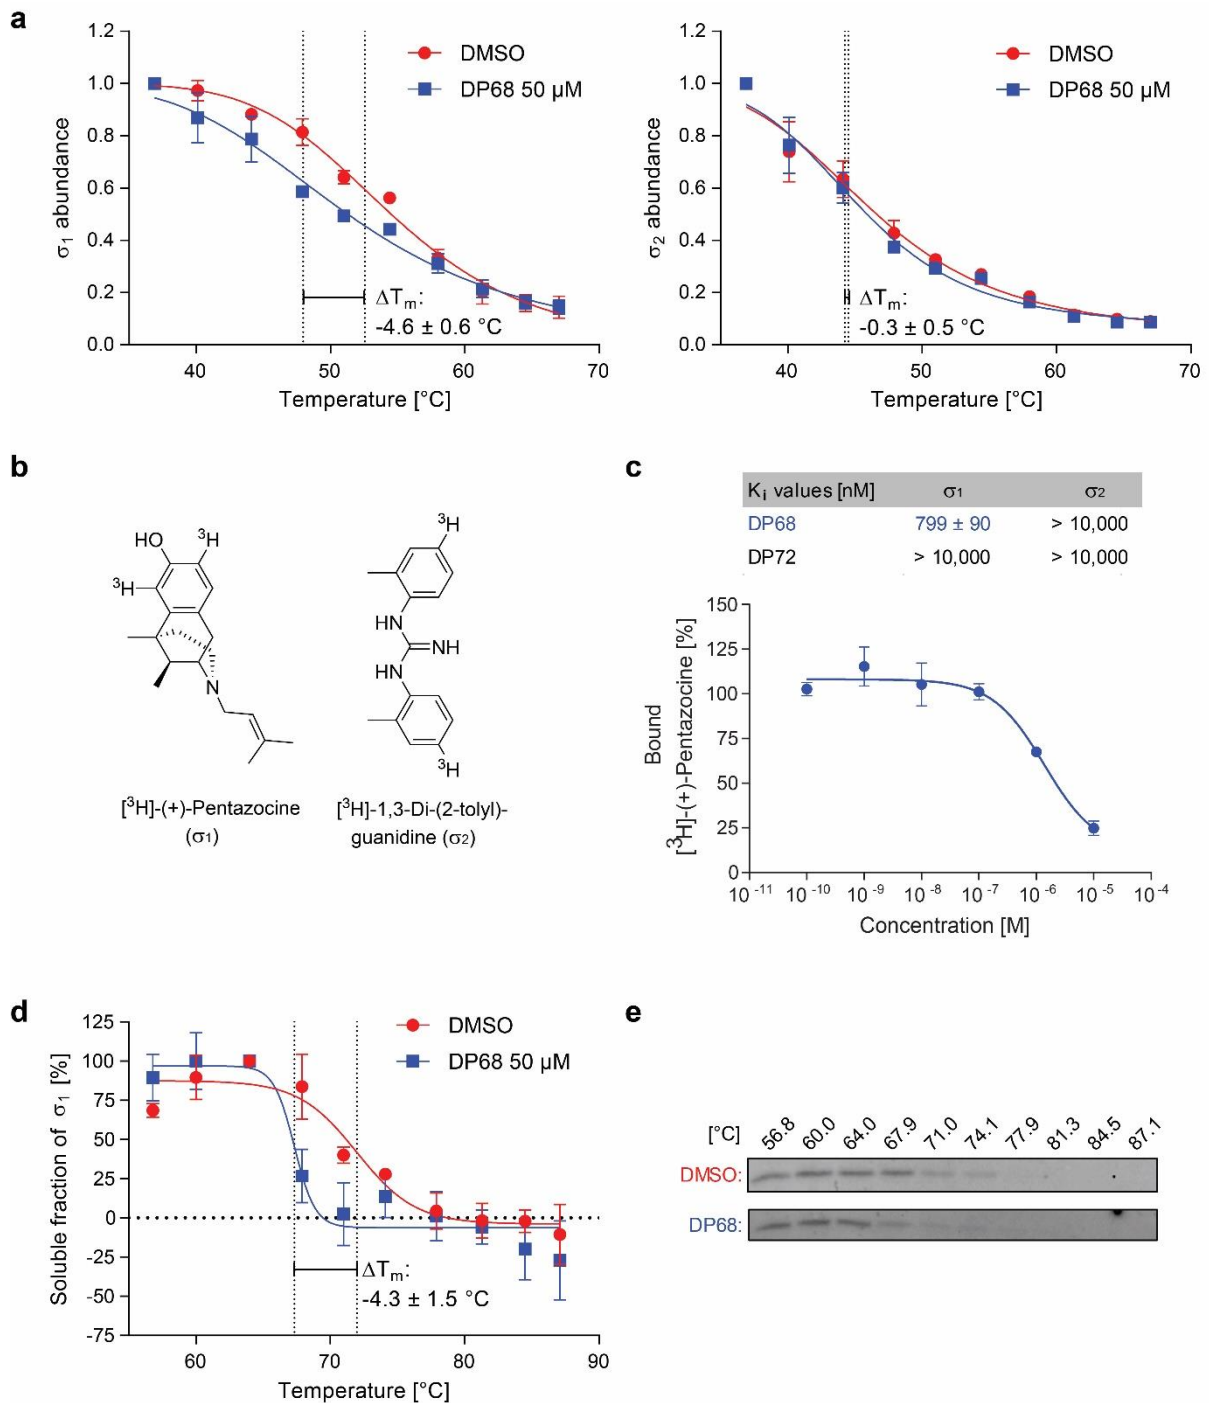 a
1.2
1.0
0.8
0.6
0.4
0.2
0.0
σ1 abundance
DMSO
DP68 50 µM
ΔTm:
-4.6 ± 0.6 °C
40 50 60 70
Temperature [°C]
1.2
1.0
0.8
0.6
0.4
0.2
0.0
σ2 abundance
DMSO
DP68 50 µM
ΔTm:
-0.3 ± 0.5 °C
40 50 60 70
Temperature [°C]
b
HO
3H
3H
N
[3H]-(+)-Pentazocine
(σ1)
3H
HN
NH
HN
3H
[3H]-1,3-Di-(2-tolyl)-
guanidine (σ2)
c
Ki values [nM] σ1 σ2
DP68 799 ± 90 > 10,000
DP72 > 10,000 > 10,000
150
125
100
75
50
25
0
Bound
[3H]-(+)-Pentazocine [%]
10-11 10-10 10-9 10-8 10-7 10-6 10-5 10-4
Concentration [M]
d
125
100
75
50
25
0
-25
-50
-75
Soluble fraction of σ1 [%]
DMSO
DP68 50 µM
ΔTm:
-4.3 ± 1.5 °C
60 70 80 90
Temperature [°C]
e
[°C] 56.8 60.0 64.0 67.9 71.0 74.1 77.9 81.3 84.5 87.1
DMSO:
DP68: